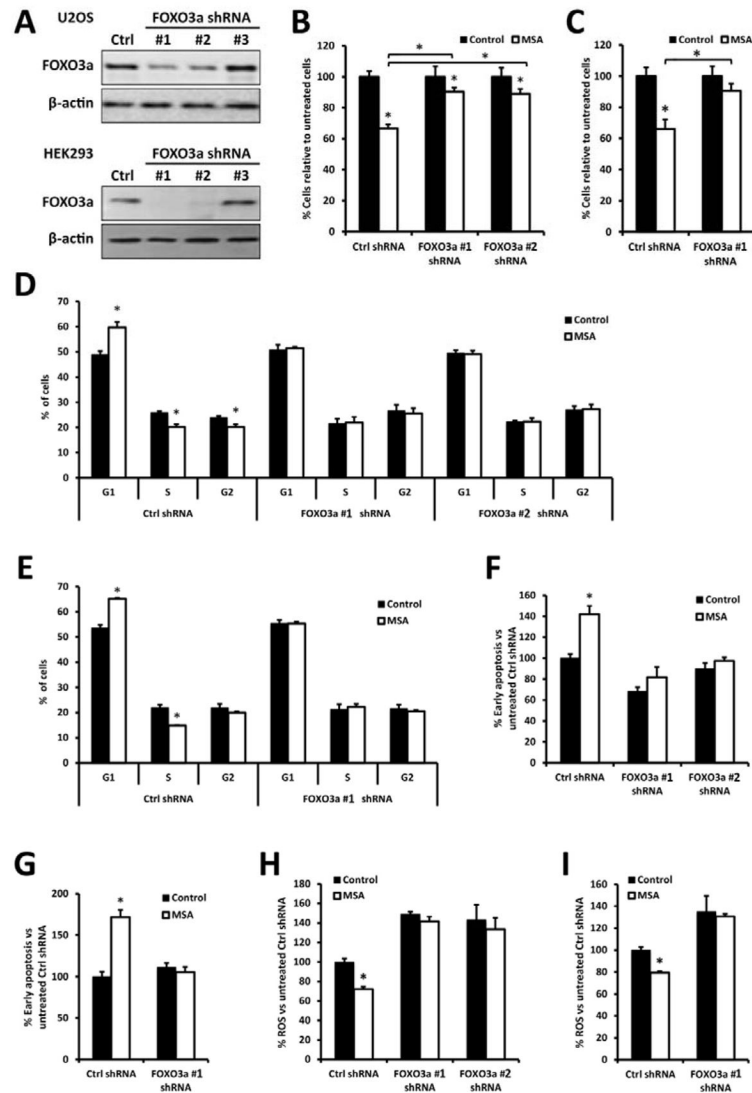 A
U2OS
FOXO3a shRNA
Ctrl #1 #2 #3
FOXO3a
β-actin
HEK293
FOXO3a shRNA
Ctrl #1 #2 #3
FOXO3a
β-actin
B
Control MSA
% Cells relative to untreated cells
120
100
80
60
40
20
0
* * * * *
Ctrl shRNA FOXO3a #1 FOXO3a #2
shRNA shRNA
C
Control MSA
% Cells relative to untreated cells
120
100
80
60
40
20
0
* *
Ctrl shRNA FOXO3a #1
shRNA
D
Control
MSA
% of cells
70
60
50
40
30
20
10
0
* * *
G1 S G2 G1 S G2 G1 S G2
Ctrl shRNA FOXO3a #1 shRNA FOXO3a #2 shRNA
E
Control
MSA
% of cells
70
60
50
40
30
20
10
0
* *
G1 S G2 G1 S G2
Ctrl shRNA FOXO3a #1 shRNA
F
Control
MSA
% Early apoptosis vs
untreated Ctrl shRNA
160
140
120
100
80
60
40
20
0
*
Ctrl shRNA FOXO3a #1 FOXO3a #2
shRNA shRNA
G
Control
MSA
% Early apoptosis vs
untreated Ctrl shRNA
200
150
100
50
0
*
Ctrl shRNA FOXO3a #1
shRNA
H
Control
MSA
% ROS vs untreated Ctrl shRNA
180
160
140
120
100
80
60
40
20
0
*
Ctrl shRNA FOXO3a #1 FOXO3a #2
shRNA shRNA
I
Control
MSA
% ROS vs untreated Ctrl shRNA
160
140
120
100
80
60
40
20
0
*
Ctrl shRNA FOXO3a #1
shRNA